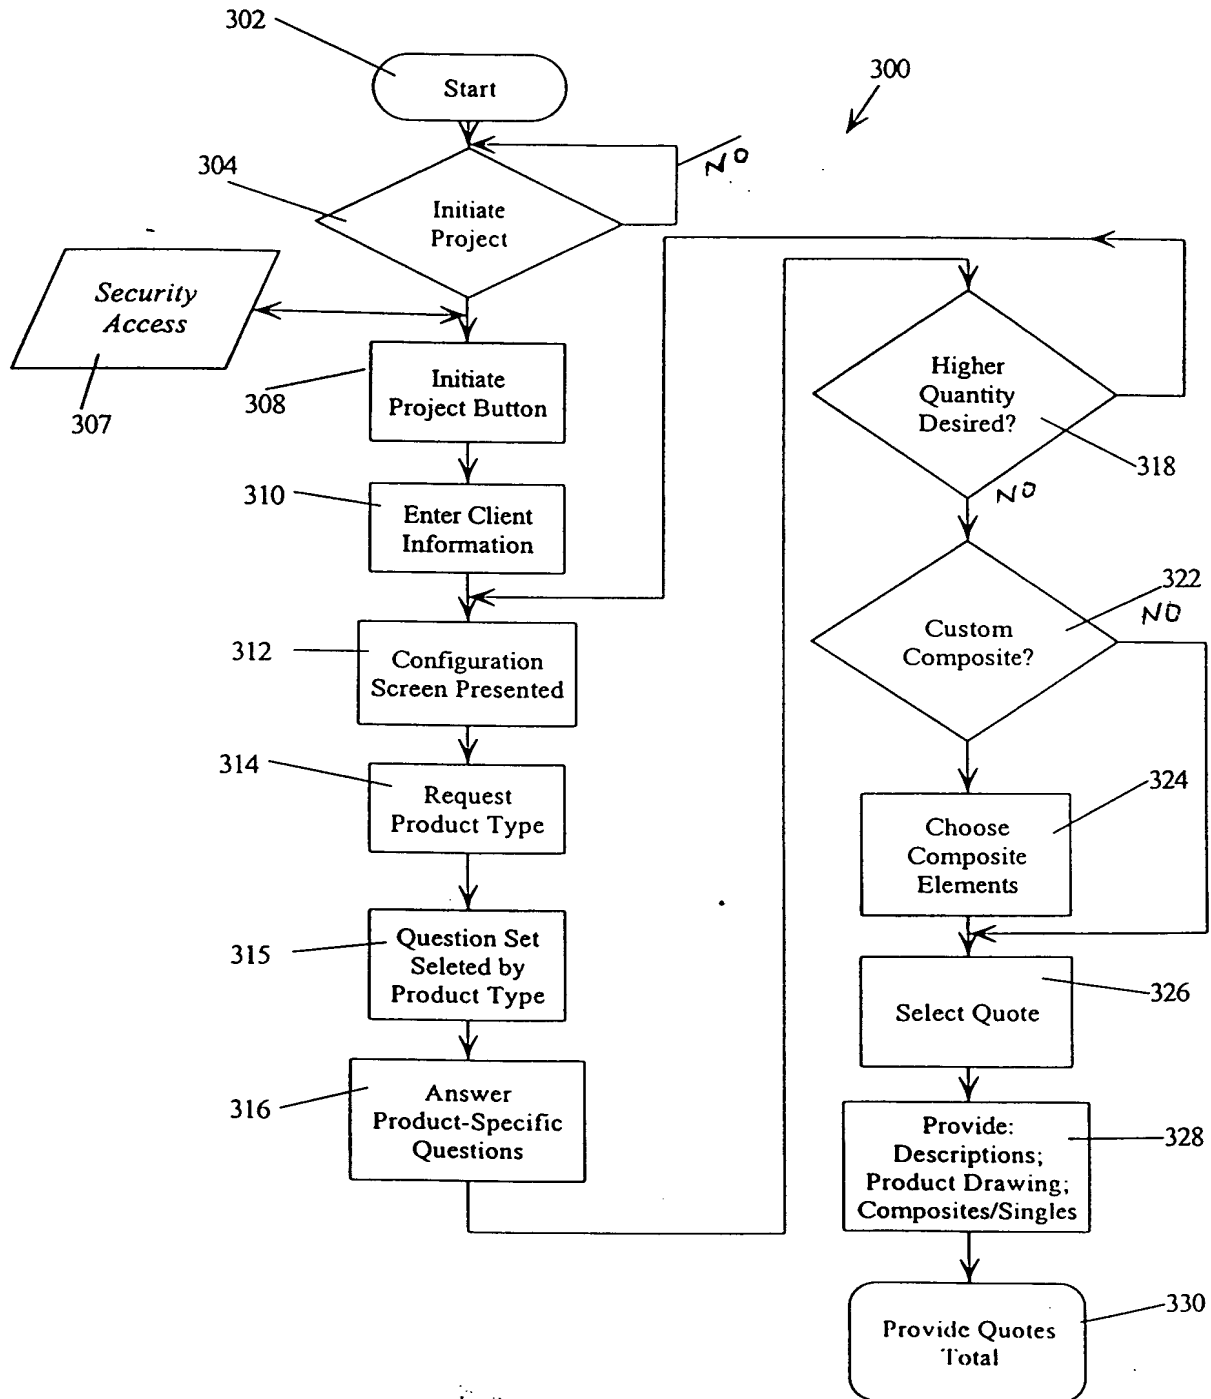 302
Start
300
NO
304
Initiate
Project
Security
Access
307
308
Initiate
Project Button
310
Enter Client
Information
312
Configuration
Screen Presented
314
Request
Product Type
315
Question Set
Seleted by
Product Type
316
Answer
Product-Specific
Questions
Higher
Quantity
Desired?
318
NO
322
NO
Custom
Composite?
324
Choose
Composite
Elements
326
Select Quote
328
Provide:
Descriptions;
Product Drawing;
Composites/Singles
330
Provide Quotes
Total